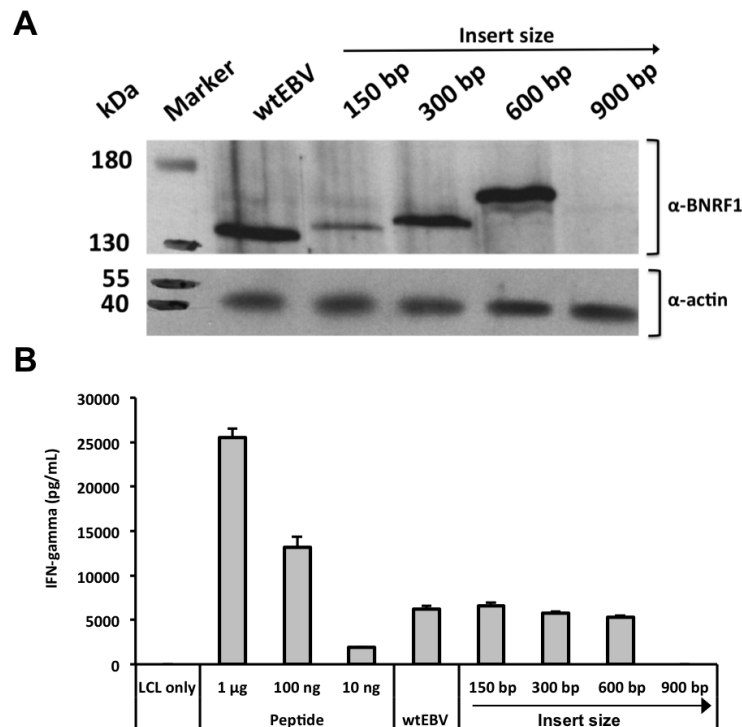 A
Insert size
kDa Marker wtEBV 150 bp 300 bp 600 bp 900 bp
180
α-BNRF1
130
55
40
α-actin
B
30000
25000
20000
15000
10000
5000
0
IFN-gamma (pg/mL)
LCL only 1 µg 100 ng 10 ng 150 bp 300 bp 600 bp 900 bp
Peptide wtEBV Insert size